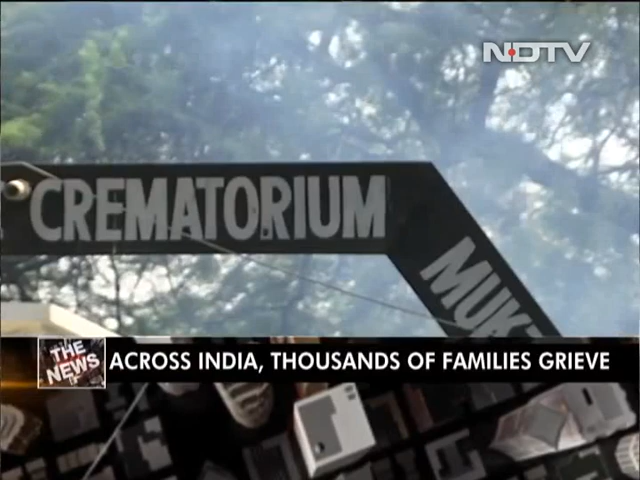 NDTV
CREMATORIUM
THE NEWS
ACROSS INDIA, THOUSANDS OF FAMILIES GRIEVE